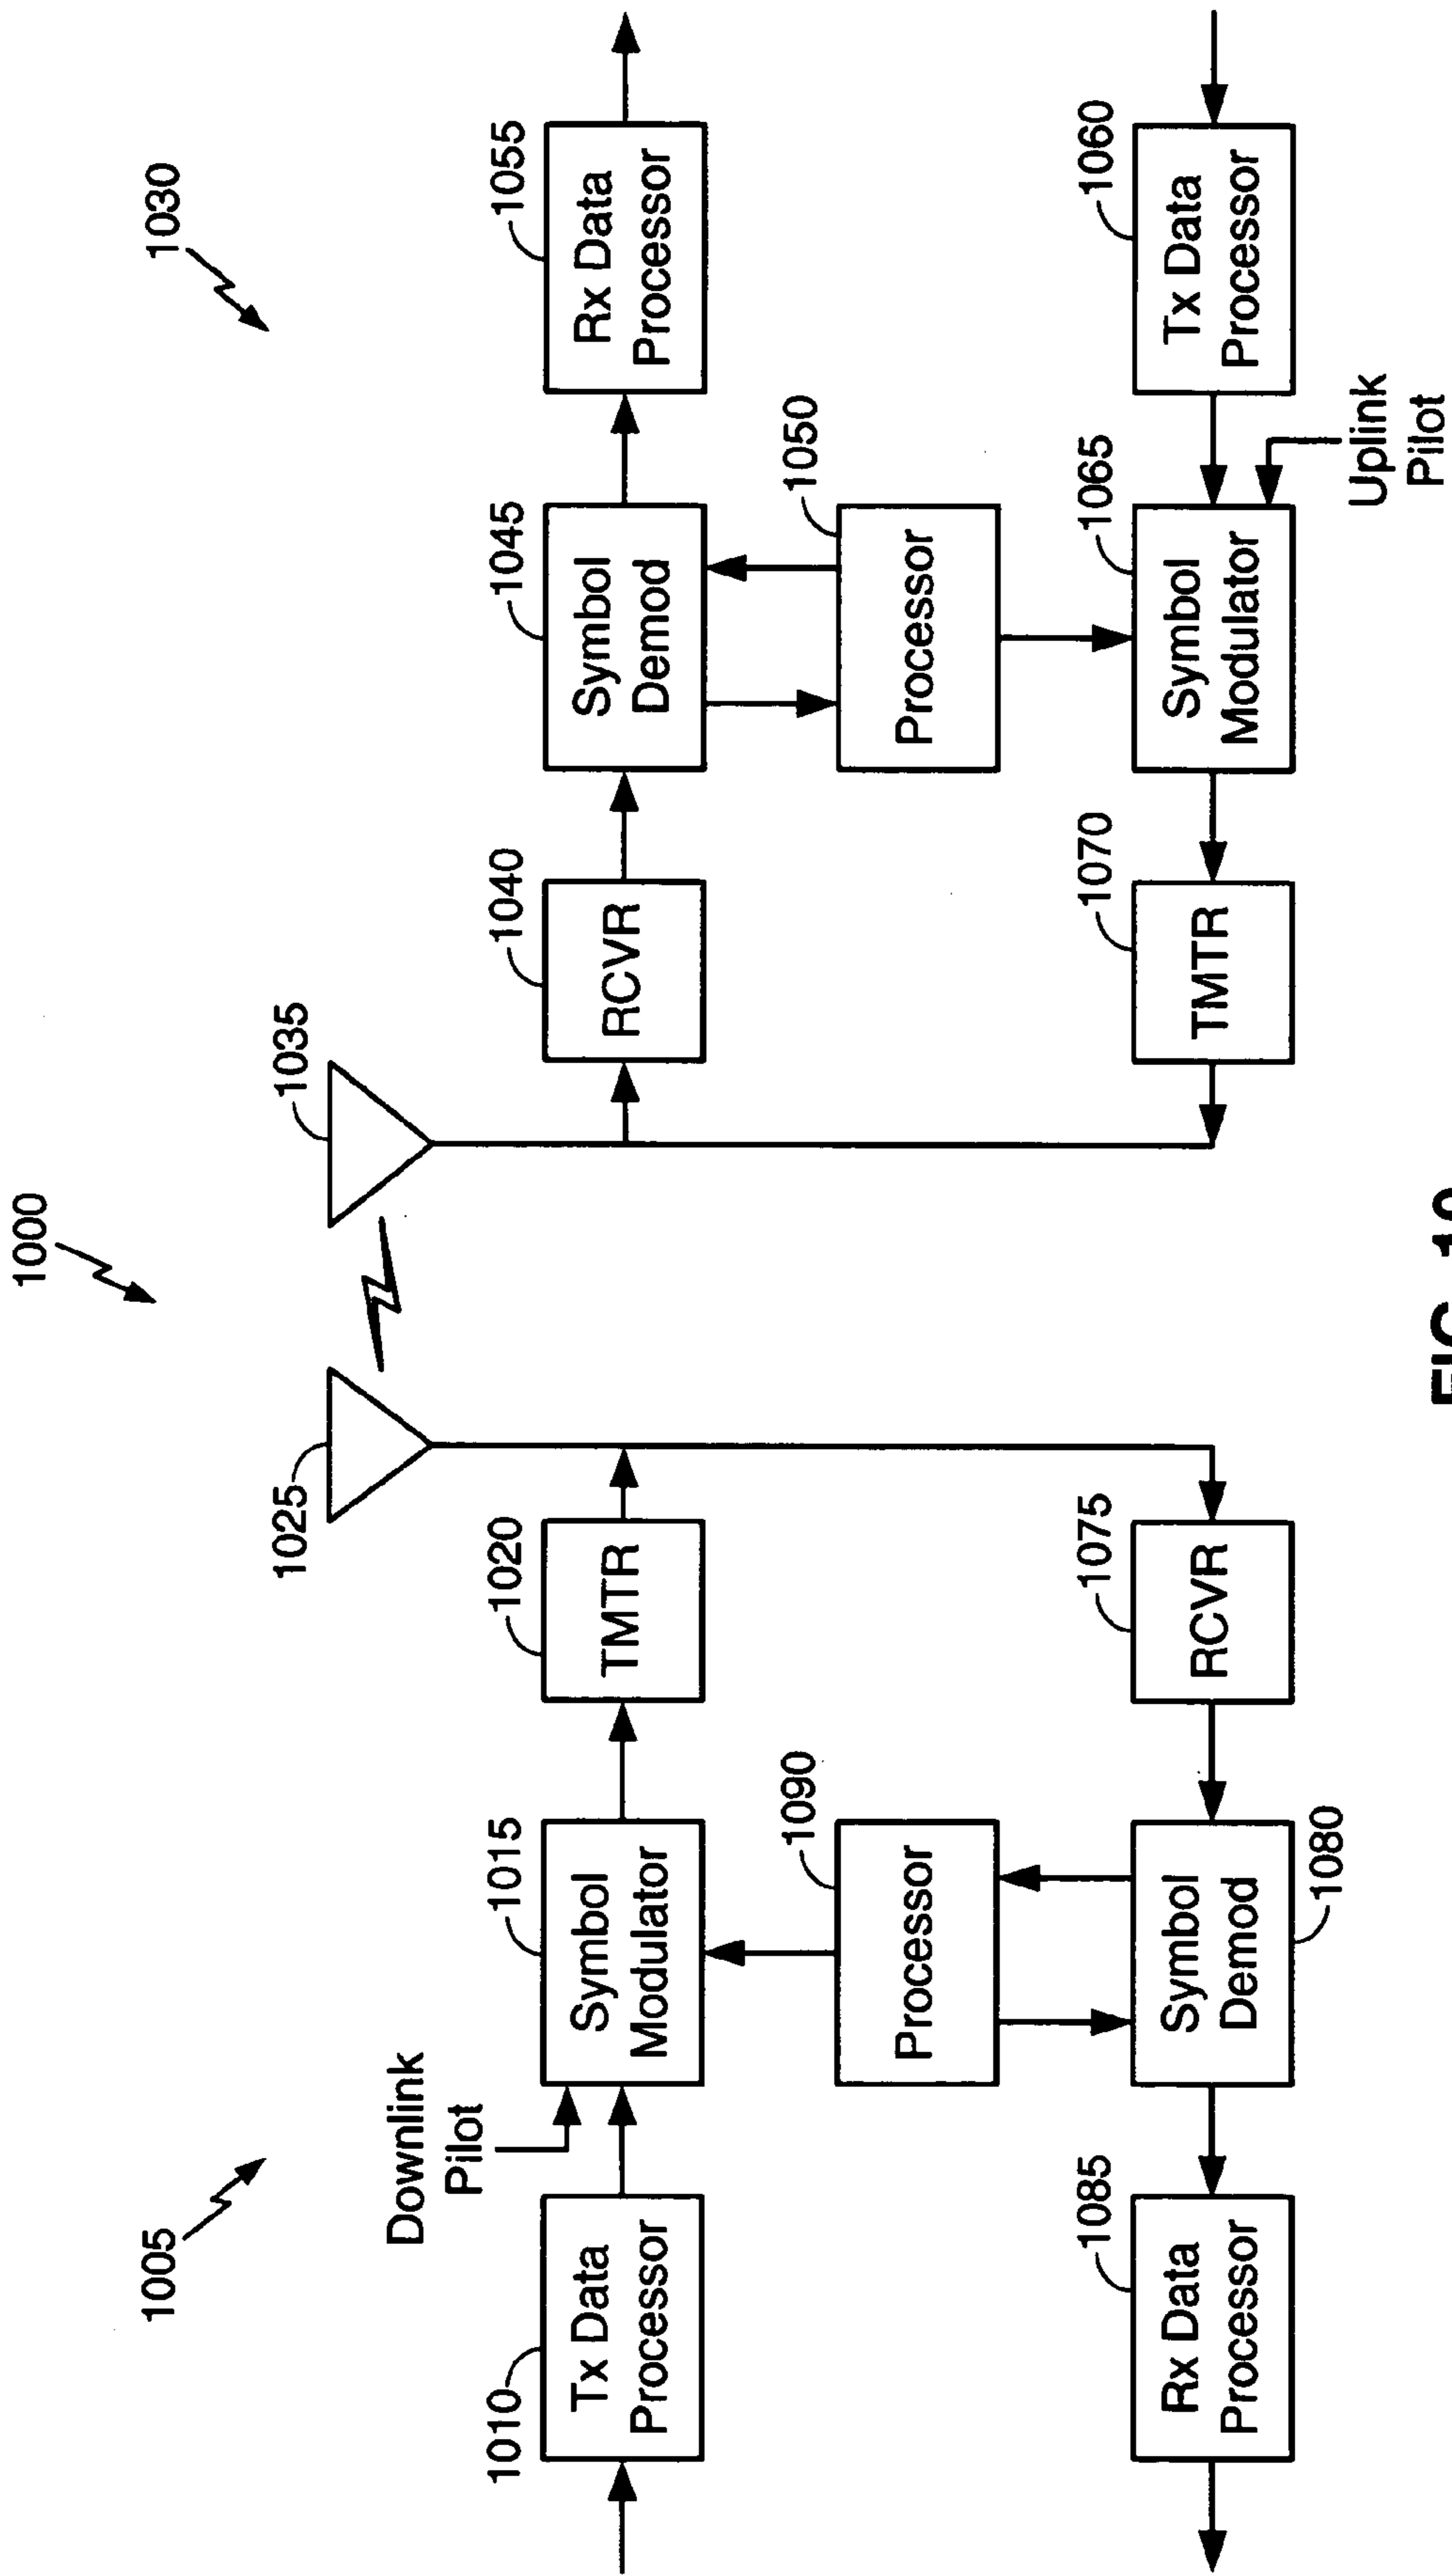 1000
1005
1030
1025
1035
Downlink
Pilot
1010
Tx Data
Processor
1015
Symbol
Modulator
1020
TMTR
1040
RCVR
1045
Symbol
Demod
1055
Rx Data
Processor
1090
Processor
1050
Processor
1085
Rx Data
Processor
Symbol
Demod
1080
1075
RCVR
1070
TMTR
1065
Symbol
Modulator
1060
Tx Data
Processor
Uplink
Pilot